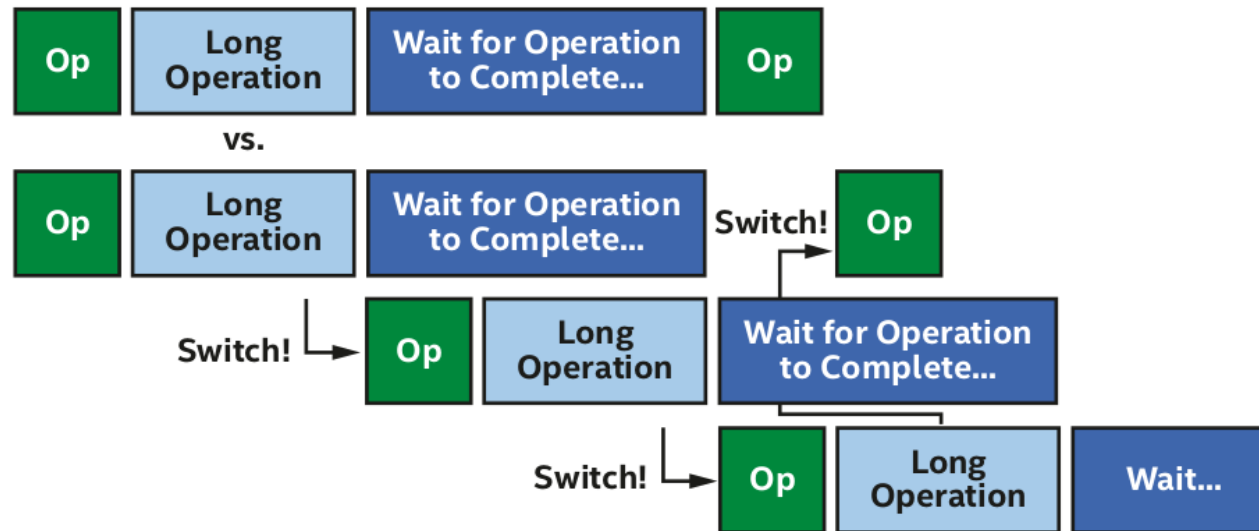 Op
Long
Operation
Wait for Operation
to Complete...
Op
vs.
Op
Long
Operation
Wait for Operation
to Complete...
Switch!
Op
Switch!
Op
Long
Operation
Wait for Operation
to Complete...
Switch!
Op
Long
Operation
Wait...